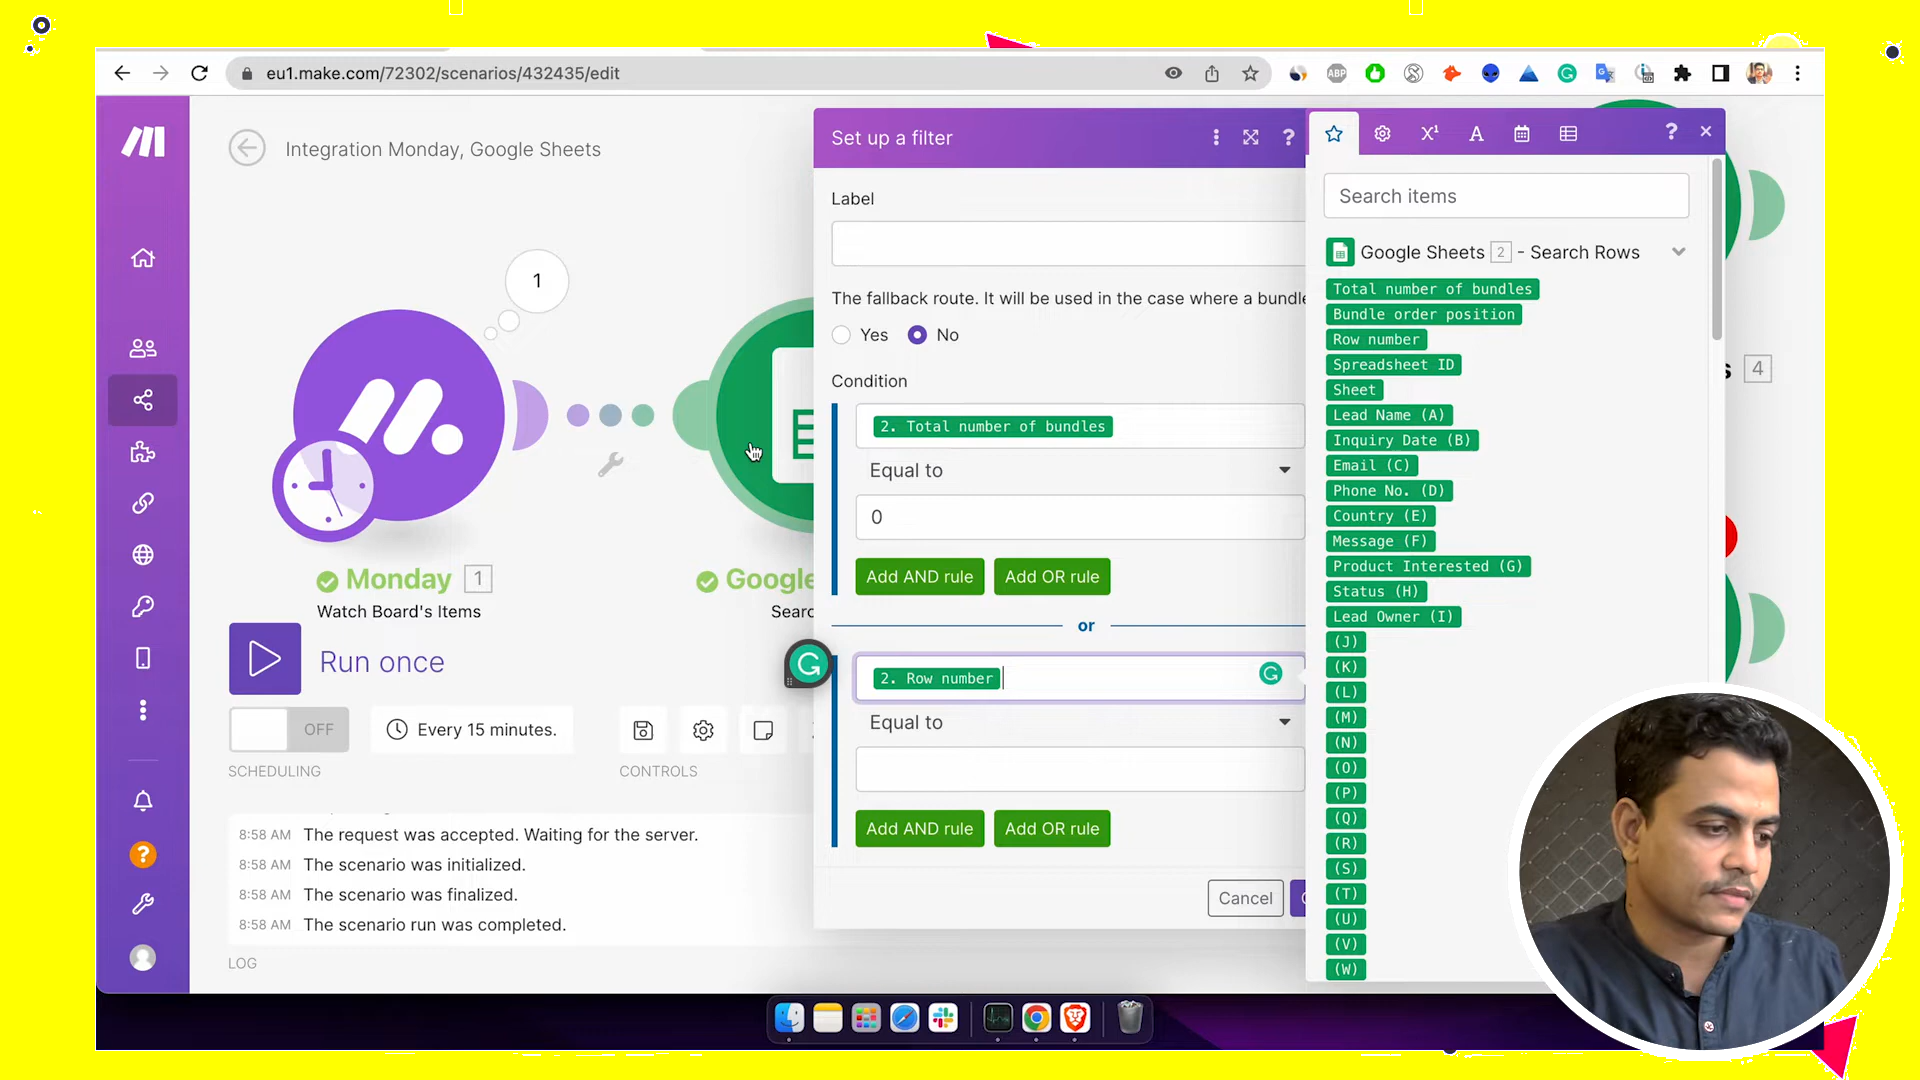 eu1.make.com/72302/scenarios/432435/edit
ABP
Integration Monday, Google Sheets
1
Monday 1
Watch Board's Items
Google
Searc
Run once
OFF
Every 15 minutes.
SCHEDULING
CONTROLS
8:58 AM The request was accepted. Waiting for the server.
8:58 AM The scenario was initialized.
8:58 AM The scenario was finalized.
8:58 AM The scenario run was completed.
LOG
Set up a filter
Label
The fallback route. It will be used in the case where a bundle
Yes
No
Condition
2. Total number of bundles
Equal to
0
Add AND rule
Add OR rule
or
2. Row number
Equal to
Add AND rule
Add OR rule
Cancel
Search items
Google Sheets 2 - Search Rows
Total number of bundles
Bundle order position
Row number
Spreadsheet ID
Sheet
Lead Name (A)
Inquiry Date (B)
Email (C)
Phone No. (D)
Country (E)
Message (F)
Product Interested (G)
Status (H)
Lead Owner (I)
(J)
(K)
(L)
(M)
(N)
(O)
(P)
(Q)
(R)
(S)
(T)
(U)
(V)
(W)
s 4